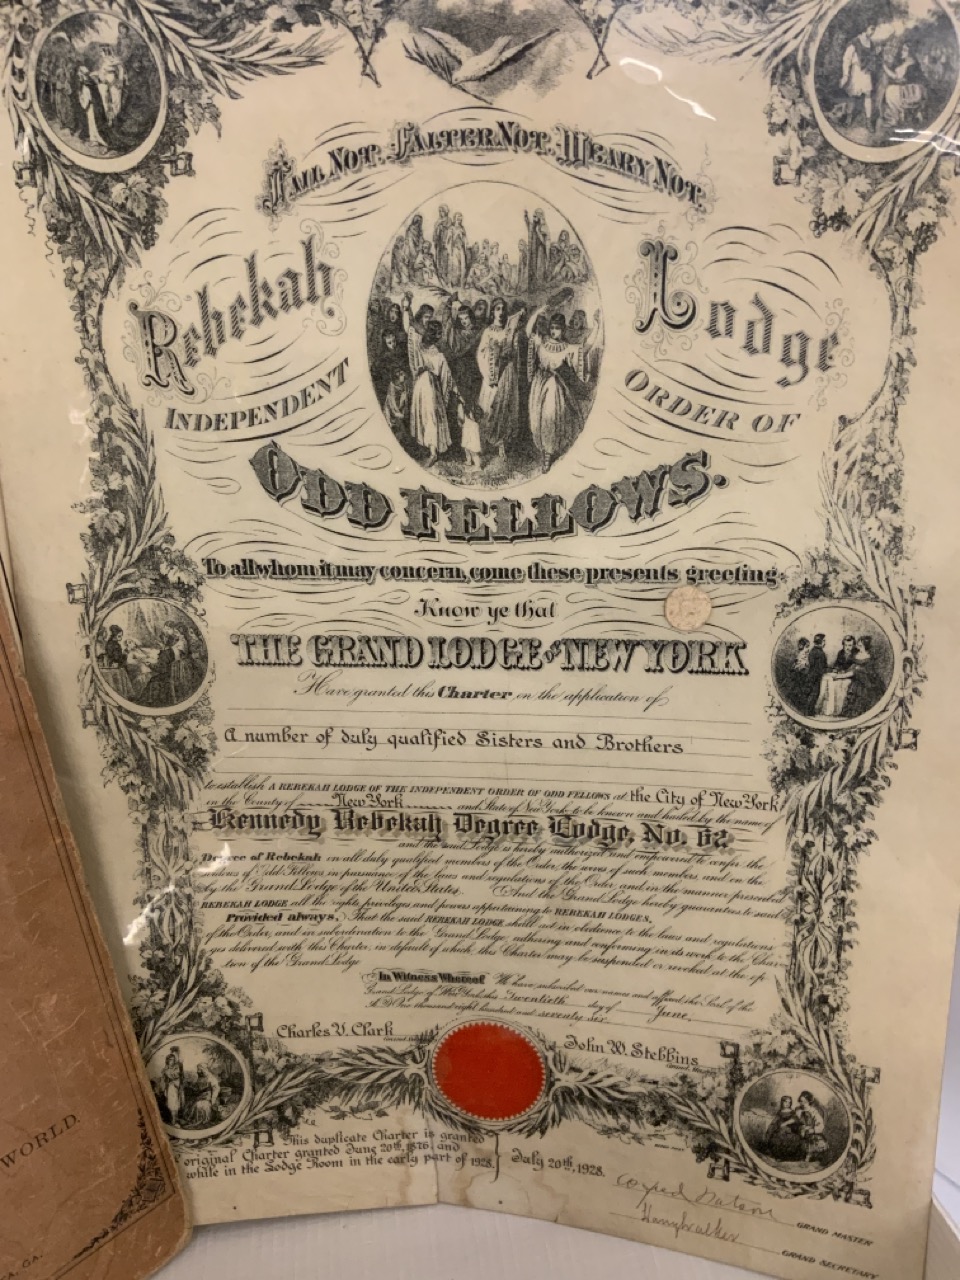 FAIL NOT. FALTER NOT. WEARY NOT.
Rebekah Lodge
INDEPENDENT ORDER OF
ODD FELLOWS.
To all whom it may concern, come these presents greeting:
Know ye that
THE GRAND LODGE OF NEW YORK
Have granted this Charter, on the application of
A number of duly qualified Sisters and Brothers
to establish A REBEKAH LODGE OF THE INDEPENDENT ORDER OF ODD FELLOWS at the City of New York
in the County of New York and State of New York to be known and hailed by the name of
Kennedy Rebekah Degree Lodge, No. 62
and the said Lodge is hereby authorized and empowered to confer the
Degree of Rebekah on all duly qualified members of the Order, the wives of such members and on the
widows of Odd Fellows in pursuance of the laws and regulations of the Order and in the manner prescribed
by the Grand Lodge of the United States. And the Grand Lodge hereby guarantees to said
REBEKAH LODGE all the rights, privileges and powers appertaining to REBEKAH LODGES.
Provided always, That the said REBEKAH LODGE shall act in obedience to the laws and regulations
of the Order, and in subordination to the Grand Lodge, adhering and conforming in its work to the Char
ges delivered with this Charter, in default of which, this Charter may be suspended or revoked at the op
tion of the Grand Lodge
In Witness Whereof We have subscribed our names and affixed the Seal of the
Grand Lodge of New York this Twentieth day of June,
A.D. One thousand eight hundred and seventy six.
Charles V. Clark
John W. Stebbins
This duplicate Charter is granted
original Charter granted June 20th, 1876, and
while in the Lodge Room in the early part of 1928.
July 20th, 1928.
Harry Walker
GRAND MASTER
GRAND SECRETARY
WORLD.
GA.